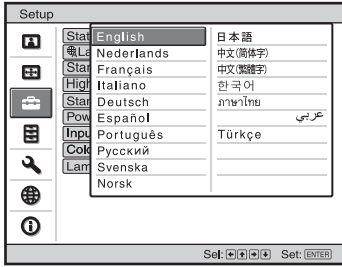 Setup
Stat
La
Star
High
Star
Pow
Inpu
Colo
Lam
English
Nederlands
Français
Italiano
Deutsch
Español
Português
Русский
Svenska
Norsk
日本語
中文(简体字)
中文(繁體字)
한국어
ภาษาไทย
عربي
Türkçe
Sel: Set: ENTER